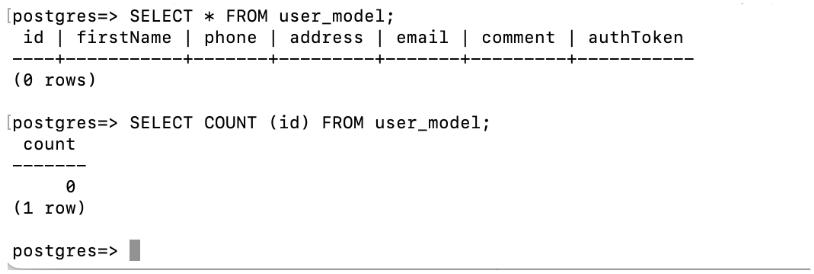 [postgres=> SELECT * FROM user_model;
 id | firstName | phone | address | email | comment | authToken
----+-----------+-------+---------+-------+---------+-----------
(0 rows)
[postgres=> SELECT COUNT (id) FROM user_model;
 count
-------
     0
(1 row)
postgres=>